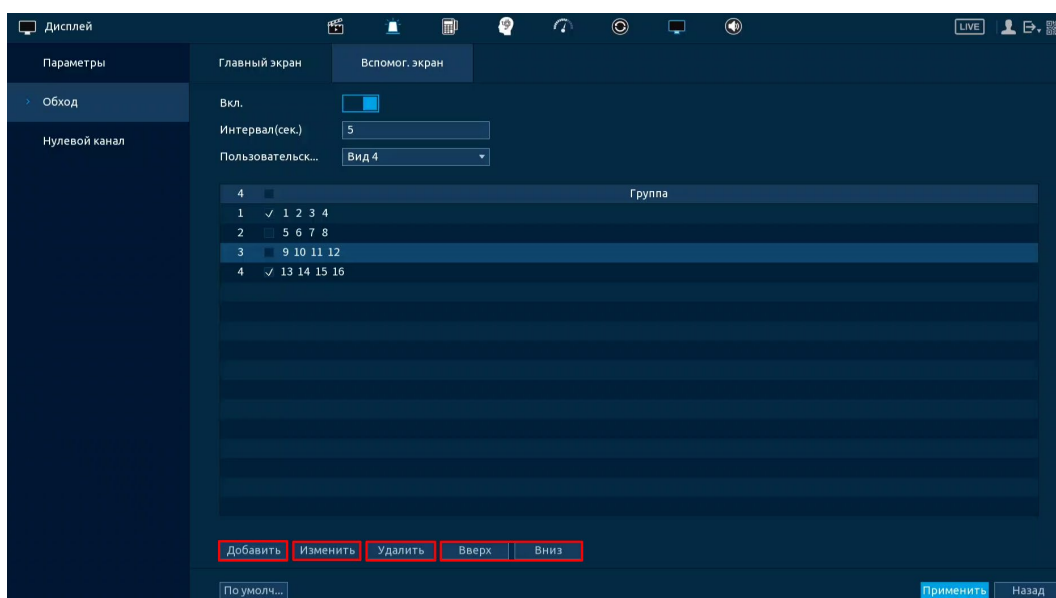 Дисплей LIVE
Параметры
Обход
Нулевой канал
Главный экран Вспомог. экран
Вкл.
Интервал(сек.) 5
Пользовательск... Вид 4
4 Группа
1 1 2 3 4
2 5 6 7 8
3 9 10 11 12
4 13 14 15 16
Добавить Изменить Удалить Вверх Вниз
По умолч... Применить Назад